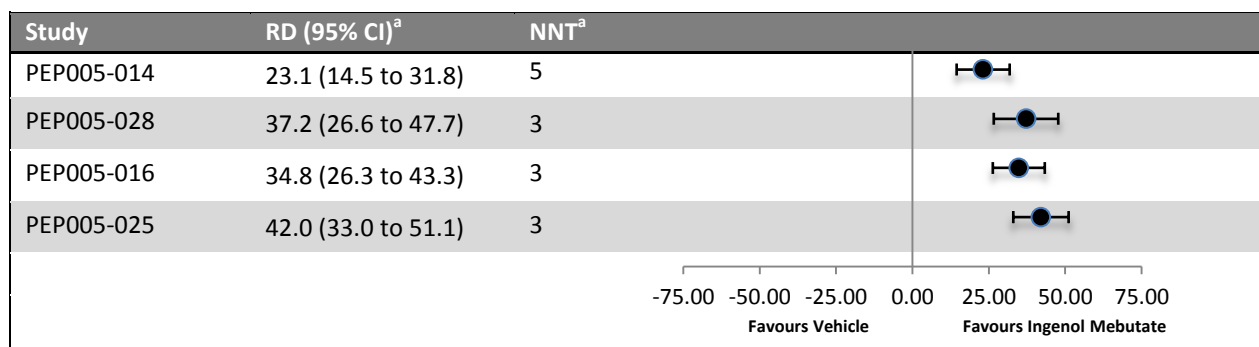 Study RD (95% CI)a NNTa
PEP005-014 23.1 (14.5 to 31.8) 5
PEP005-028 37.2 (26.6 to 47.7) 3
PEP005-016 34.8 (26.3 to 43.3) 3
PEP005-025 42.0 (33.0 to 51.1) 3
-75.00 -50.00 -25.00 0.00 25.00 50.00 75.00
Favours Vehicle Favours Ingenol Mebutate